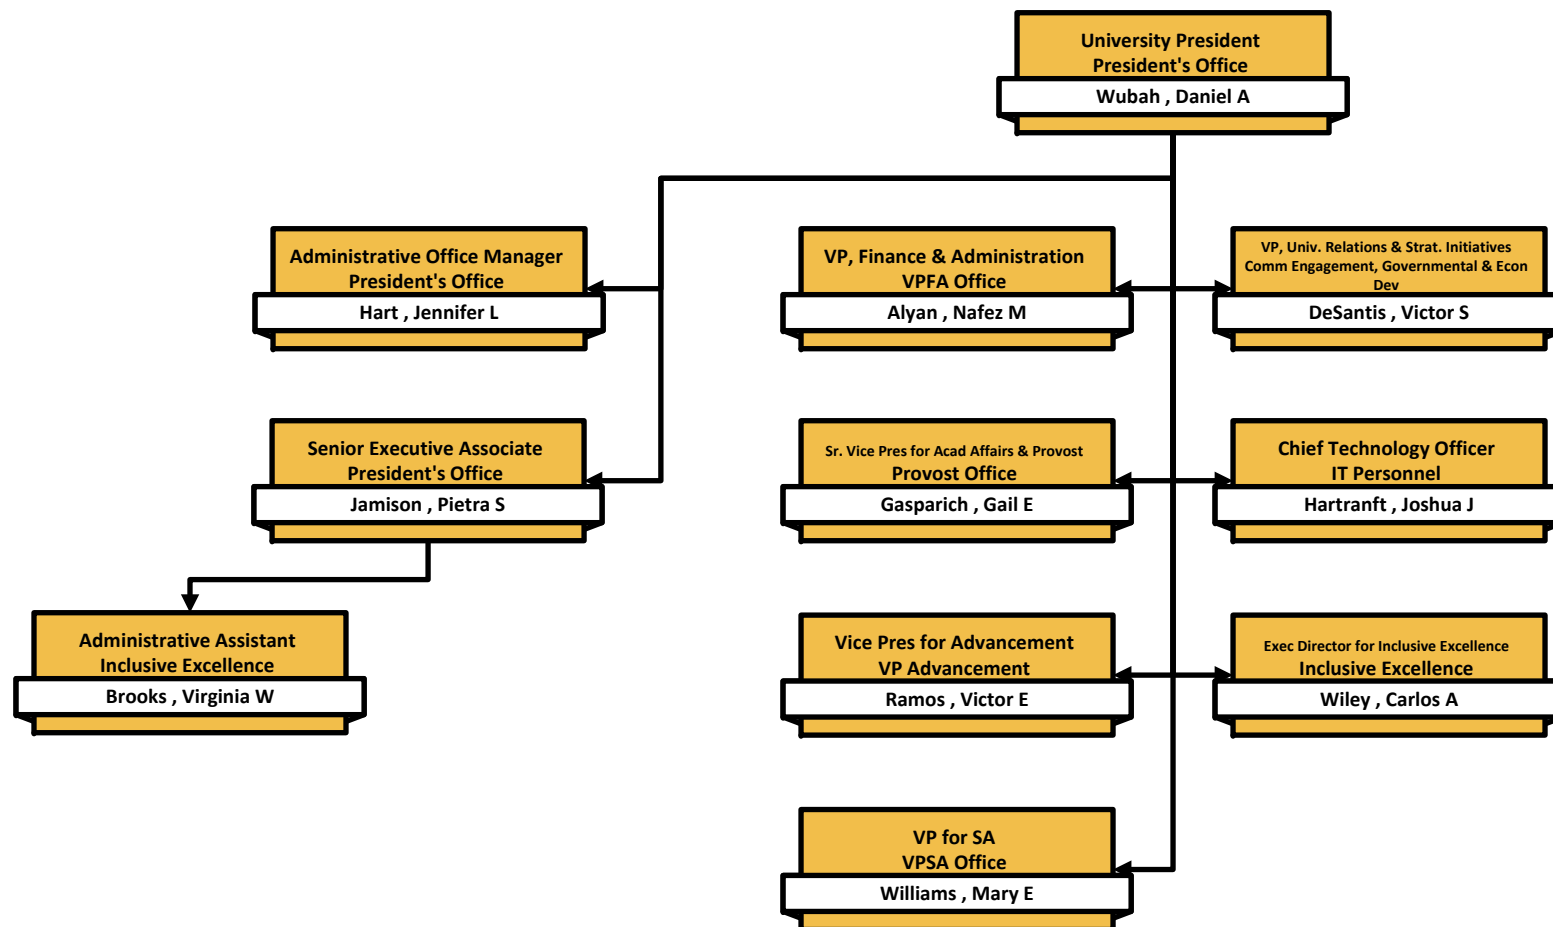 University President
President's Office
Wubah , Daniel A
Administrative Office Manager
President's Office
Hart , Jennifer L
VP, Finance & Administration
VPFA Office
Alyan , Nafez M
VP, Univ. Relations & Strat. Initiatives
Comm Engagement, Governmental & Econ
Dev
DeSantis , Victor S
Senior Executive Associate
President's Office
Jamison , Pietra S
Sr. Vice Pres for Acad Affairs & Provost
Provost Office
Gasparich , Gail E
Chief Technology Officer
IT Personnel
Hartranft , Joshua J
Administrative Assistant
Inclusive Excellence
Brooks , Virginia W
Vice Pres for Advancement
VP Advancement
Ramos , Victor E
Exec Director for Inclusive Excellence
Inclusive Excellence
Wiley , Carlos A
VP for SA
VPSA Office
Williams , Mary E